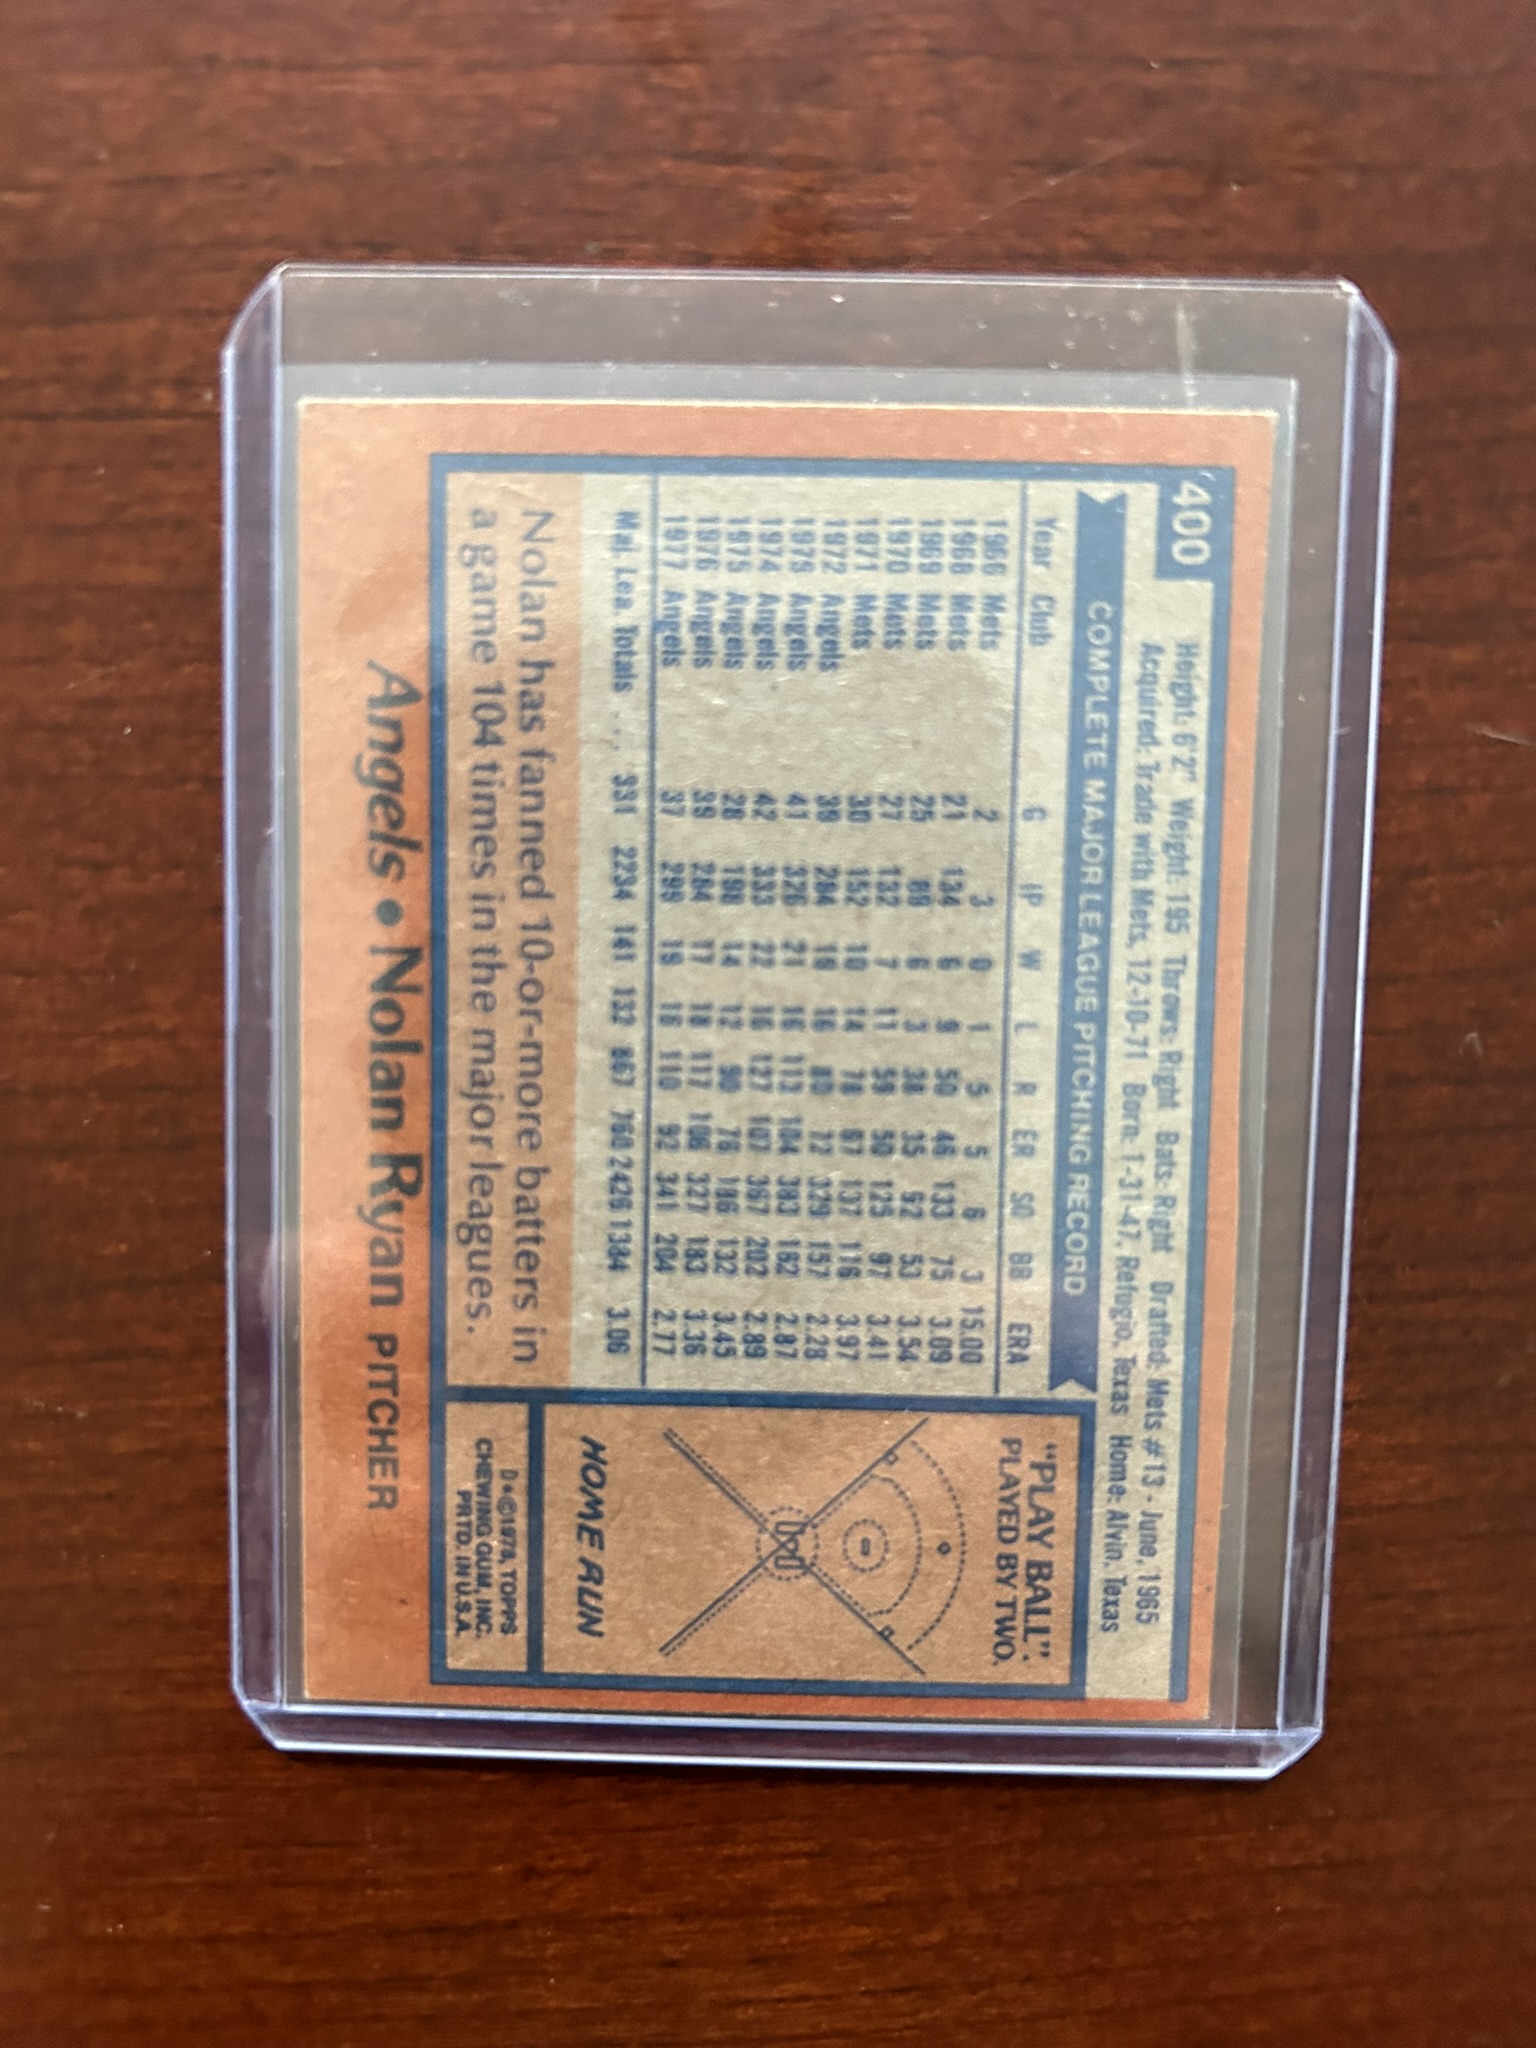 400
Height: 6'2" Weight: 195 Throws: Right Bats: Right Drafted: Mets #13 - June, 1965
Acquired: Trade with Mets, 12-10-71 Born: 1-31-47, Refugio, Texas Home: Alvin, Texas
COMPLETE MAJOR LEAGUE PITCHING RECORD
Year Club G IP W L R ER SO BB ERA
1966 Mets 2 3 0 1 5 5 6 3 15.00
1968 Mets 21 134 6 9 50 46 133 75 3.09
1969 Mets 25 89 6 3 38 35 92 53 3.54
1970 Mets 27 132 7 11 59 50 125 97 3.41
1971 Mets 30 152 10 14 78 67 137 116 3.97
1972 Angels 39 284 19 16 80 72 329 157 2.28
1973 Angels 41 326 21 16 113 104 383 162 2.87
1974 Angels 42 333 22 16 127 107 367 202 2.89
1975 Angels 28 198 14 12 90 76 186 132 3.45
1976 Angels 39 284 17 18 117 106 327 183 3.36
1977 Angels 37 299 19 16 110 92 341 204 2.77
Maj. Lea. Totals ... 331 2234 141 132 867 760 2426 1384 3.06
Nolan has fanned 10-or-more batters in
a game 104 times in the major leagues.
"PLAY BALL":
PLAYED BY TWO.
HOME RUN
D*©1978, TOPPS
CHEWING GUM, INC.
PRTD. IN U.S.A.
Angels • Nolan Ryan PITCHER